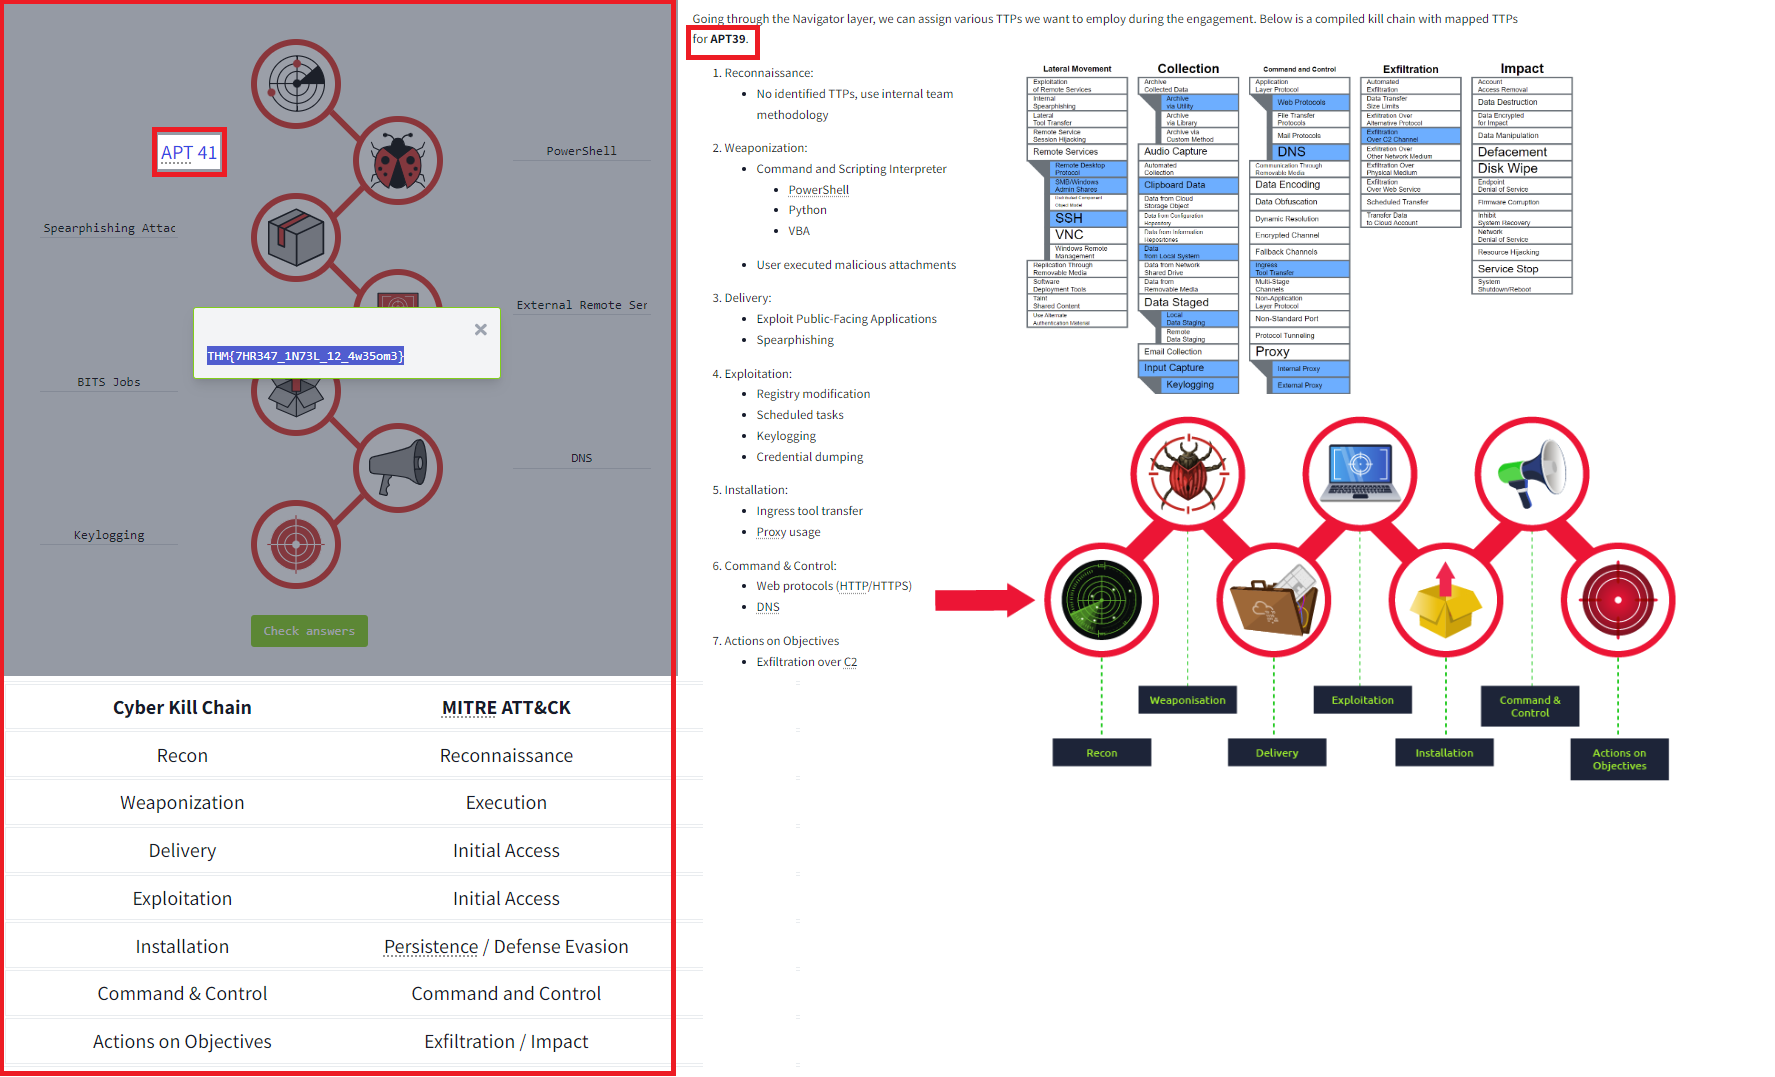 APT 41
PowerShell
Spearphishing Attac
External Remote Ser
THM{7HR347_1N73L_12_4w35om3}
BITS Jobs
DNS
Keylogging
Check answers
Cyber Kill Chain MITRE ATT&CK
Recon Reconnaissance
Weaponization Execution
Delivery Initial Access
Exploitation Initial Access
Installation Persistence / Defense Evasion
Command & Control Command and Control
Actions on Objectives Exfiltration / Impact
Going through the Navigator layer, we can assign various TTPs we want to employ during the engagement. Below is a compiled kill chain with mapped TTPs
for APT39.
1. Reconnaissance:
• No identified TTPs, use internal team
methodology
2. Weaponization:
• Command and Scripting Interpreter
• PowerShell
• Python
• VBA
• User executed malicious attachments
3. Delivery:
• Exploit Public-Facing Applications
• Spearphishing
4. Exploitation:
• Registry modification
• Scheduled tasks
• Keylogging
• Credential dumping
5. Installation:
• Ingress tool transfer
• Proxy usage
6. Command & Control:
• Web protocols (HTTP/HTTPS)
• DNS
7. Actions on Objectives
• Exfiltration over C2
Lateral Movement
Exploitation
of Remote Services
Internal
Spearphishing
Lateral
Tool Transfer
Remote Service
Session Hijacking
Remote Services
Remote Desktop
Protocol
SMB/Windows
Admin Shares
Distributed Component
Object Model
SSH
VNC
Windows Remote
Management
Replication Through
Removable Media
Software
Deployment Tools
Taint
Shared Content
Use Alternate
Authentication Material
Collection
Archive
Collected Data
Archive
via Utility
Archive
via Library
Archive via
Custom Method
Audio Capture
Automated
Collection
Clipboard Data
Data from Cloud
Storage Object
Data from Configuration
Repository
Data from Information
Repositories
Data
from Local System
Data from Network
Shared Drive
Data from
Removable Media
Data Staged
Local
Data Staging
Remote
Data Staging
Email Collection
Input Capture
Keylogging
Command and Control
Application
Layer Protocol
Web Protocols
File Transfer
Protocols
Mail Protocols
DNS
Communication Through
Removable Media
Data Encoding
Data Obfuscation
Dynamic Resolution
Encrypted Channel
Fallback Channels
Ingress
Tool Transfer
Multi-Stage
Channels
Non-Application
Layer Protocol
Non-Standard Port
Protocol Tunneling
Proxy
Internal Proxy
External Proxy
Exfiltration
Automated
Exfiltration
Data Transfer
Size Limits
Exfiltration Over
Alternative Protocol
Exfiltration
Over C2 Channel
Exfiltration Over
Other Network Medium
Exfiltration Over
Physical Medium
Exfiltration
Over Web Service
Scheduled Transfer
Transfer Data
to Cloud Account
Impact
Account
Access Removal
Data Destruction
Data Encrypted
for Impact
Data Manipulation
Defacement
Disk Wipe
Endpoint
Denial of Service
Firmware Corruption
Inhibit
System Recovery
Network
Denial of Service
Resource Hijacking
Service Stop
System
Shutdown/Reboot
Weaponisation
Exploitation
Command &
Control
Recon
Delivery
Installation
Actions on
Objectives